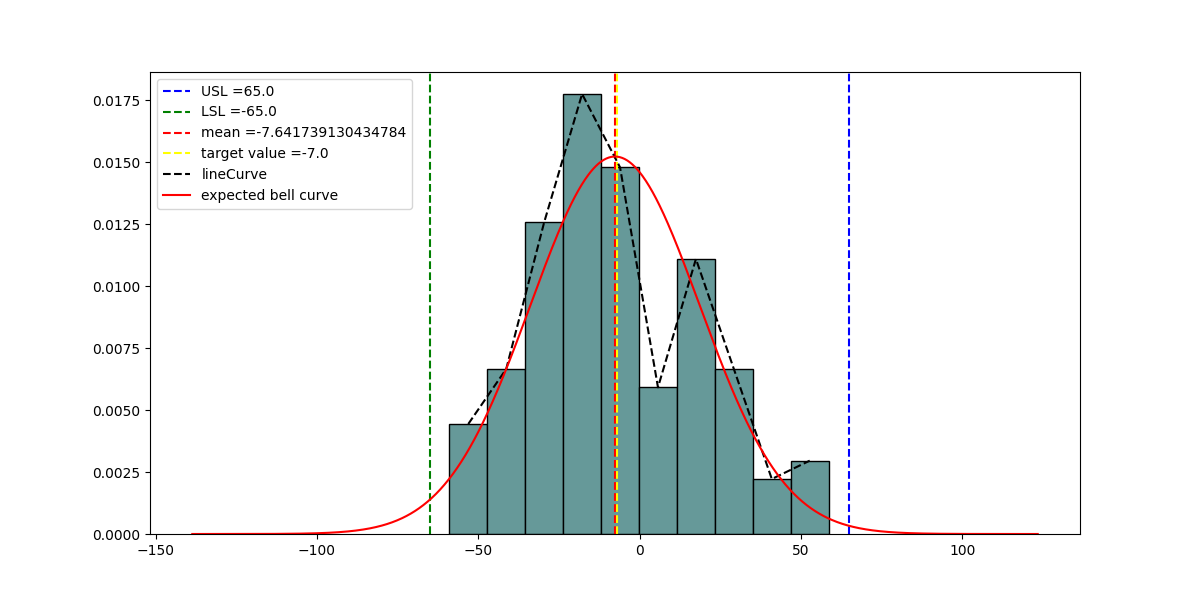 USL =65.0
LSL =-65.0
mean =-7.641739130434784
target value =-7.0
lineCurve
expected bell curve
0.0175
0.0150
0.0125
0.0100
0.0075
0.0050
0.0025
0.0000
−150 −100 −50 0 50 100